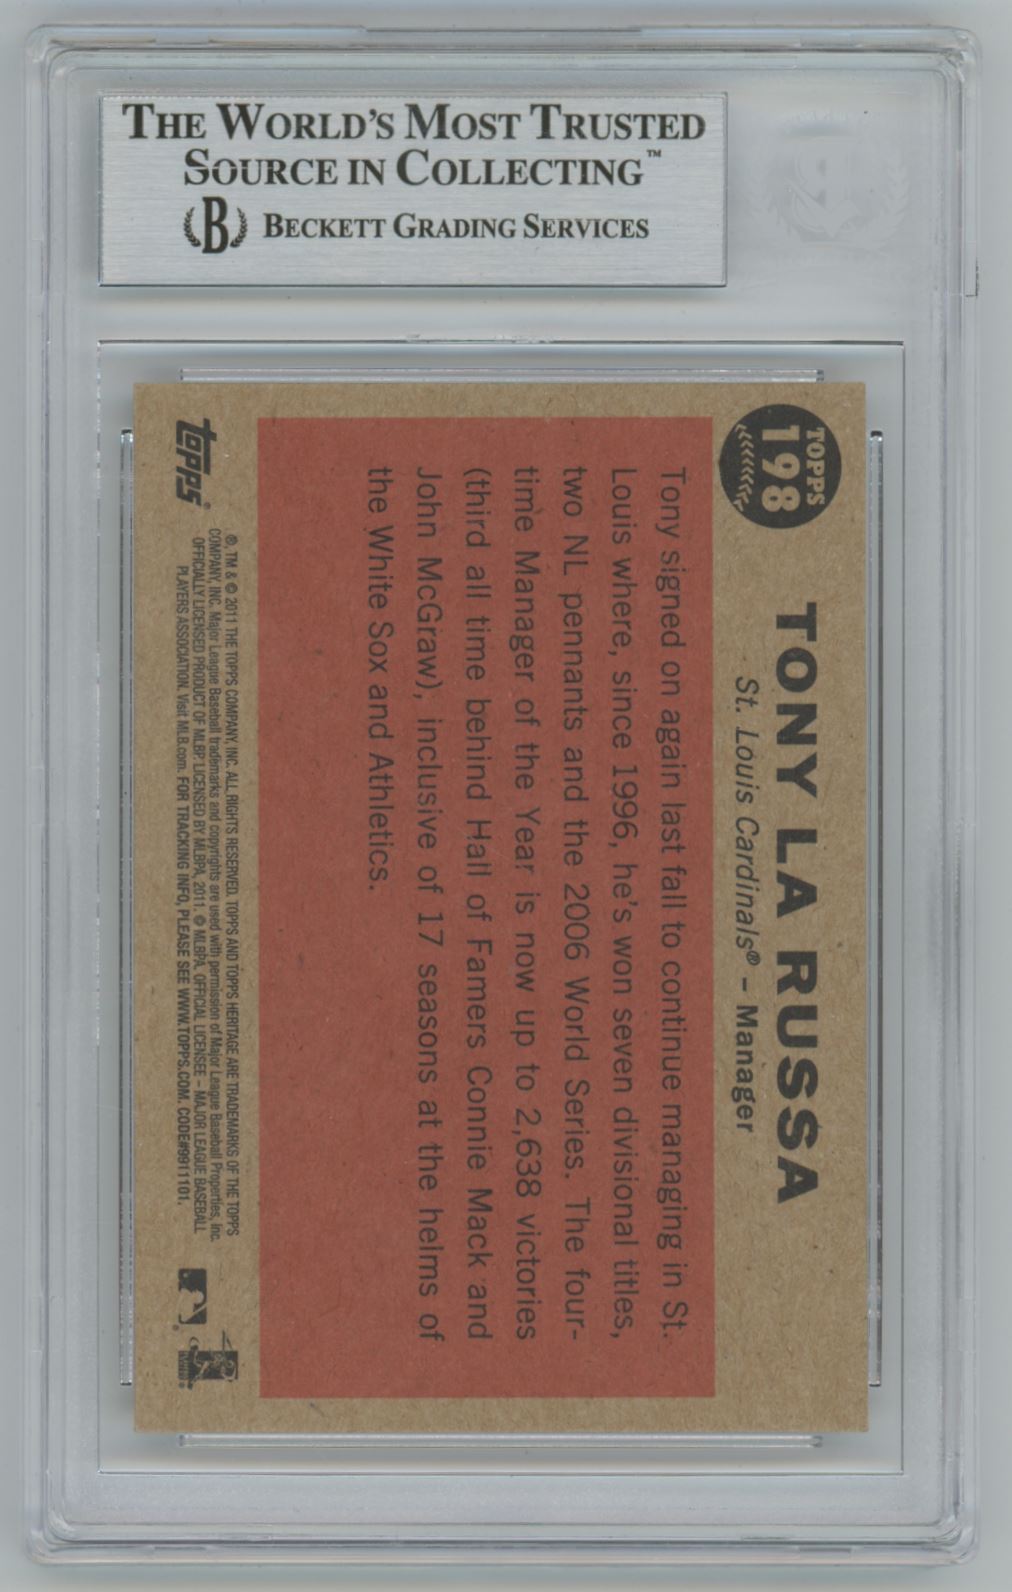 THE WORLD'S MOST TRUSTED
SOURCE IN COLLECTING™
B BECKETT GRADING SERVICES
TOPPS
198
TONY LA RUSSA
St. Louis Cardinals® – Manager
Tony signed on again last fall to continue managing in St.
Louis where, since 1996, he's won seven divisional titles,
two NL pennants and the 2006 World Series. The four-
time Manager of the Year is now up to 2,638 victories
(third all time behind Hall of Famers Connie Mack and
John McGraw), inclusive of 17 seasons at the helms of
the White Sox and Athletics.
topps®
®, TM & © 2011 THE TOPPS COMPANY, INC. ALL RIGHTS RESERVED. TOPPS AND TOPPS HERITAGE ARE TRADEMARKS OF THE TOPPS
COMPANY, INC. Major League Baseball trademarks and copyrights are used with permission of Major League Baseball Properties, Inc.
OFFICIALLY LICENSED PRODUCT OF MLBP. LICENSED BY MLBPA, 2011. © MLBPA. OFFICIAL LICENSEE – MAJOR LEAGUE BASEBALL
PLAYERS ASSOCIATION. Visit MLB.com. FOR TRACKING INFO, PLEASE SEE WWW.TOPPS.COM. CODE#9911101.